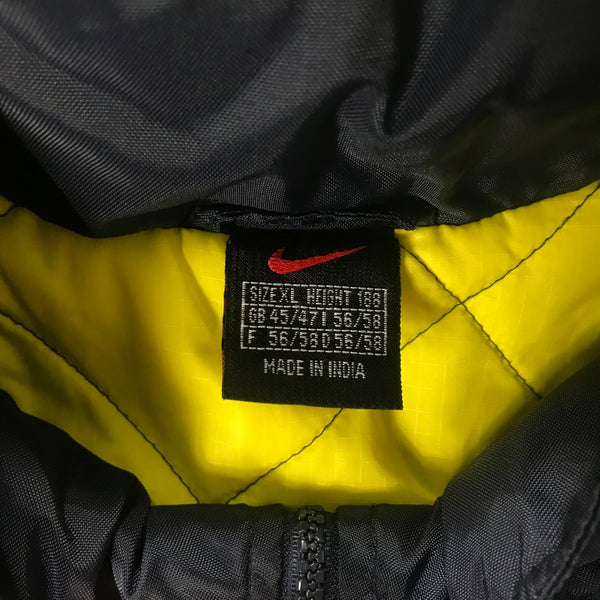 SIZE XL HEIGHT 188
GB 45/47 I 56/58
F 56/58 D 56/58
MADE IN INDIA